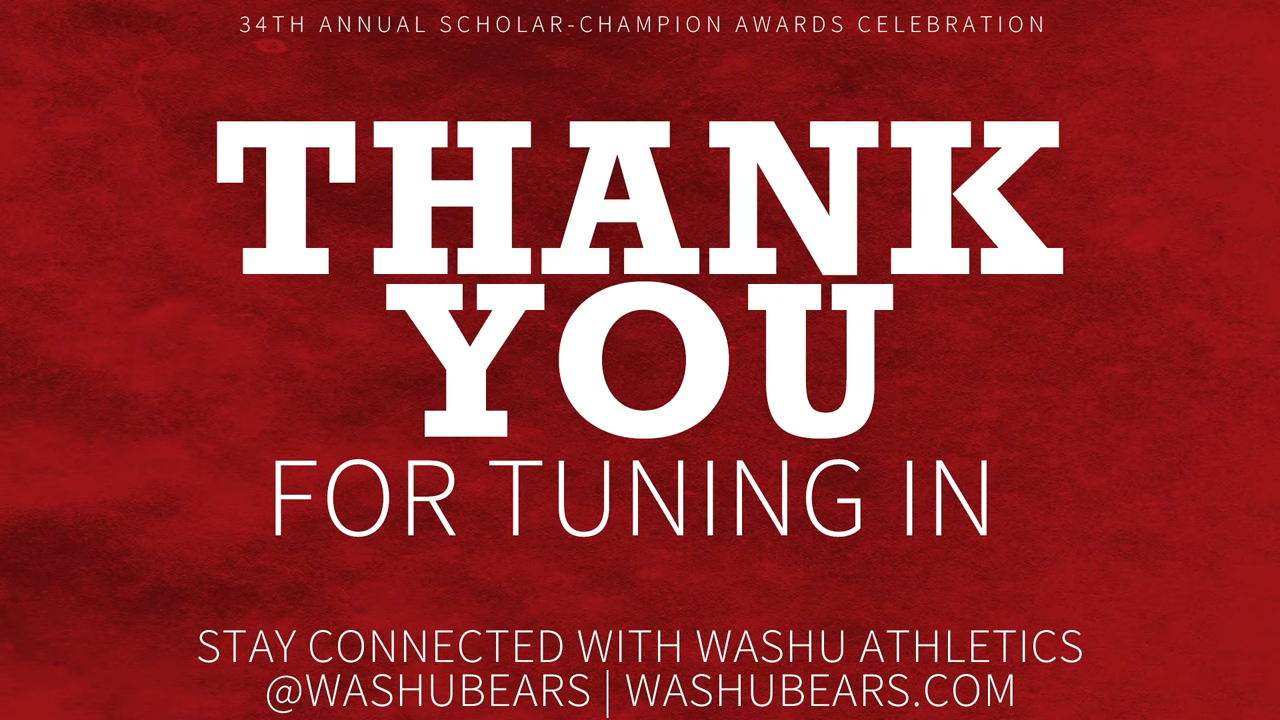 34TH ANNUAL SCHOLAR-CHAMPION AWARDS CELEBRATION
THANK
YOU
FOR TUNING IN
STAY CONNECTED WITH WASHU ATHLETICS
@WASHUBEARS | WASHUBEARS.COM